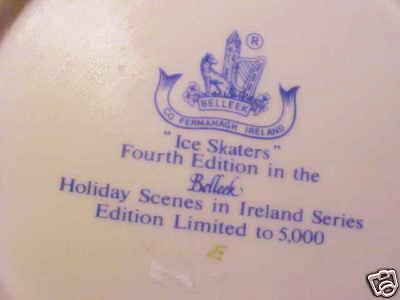 ®
BELLEEK
CO. FERMANAGH IRELAND
"Ice Skaters"
Fourth Edition in the
Belleek
Holiday Scenes in Ireland Series
Edition Limited to 5,000